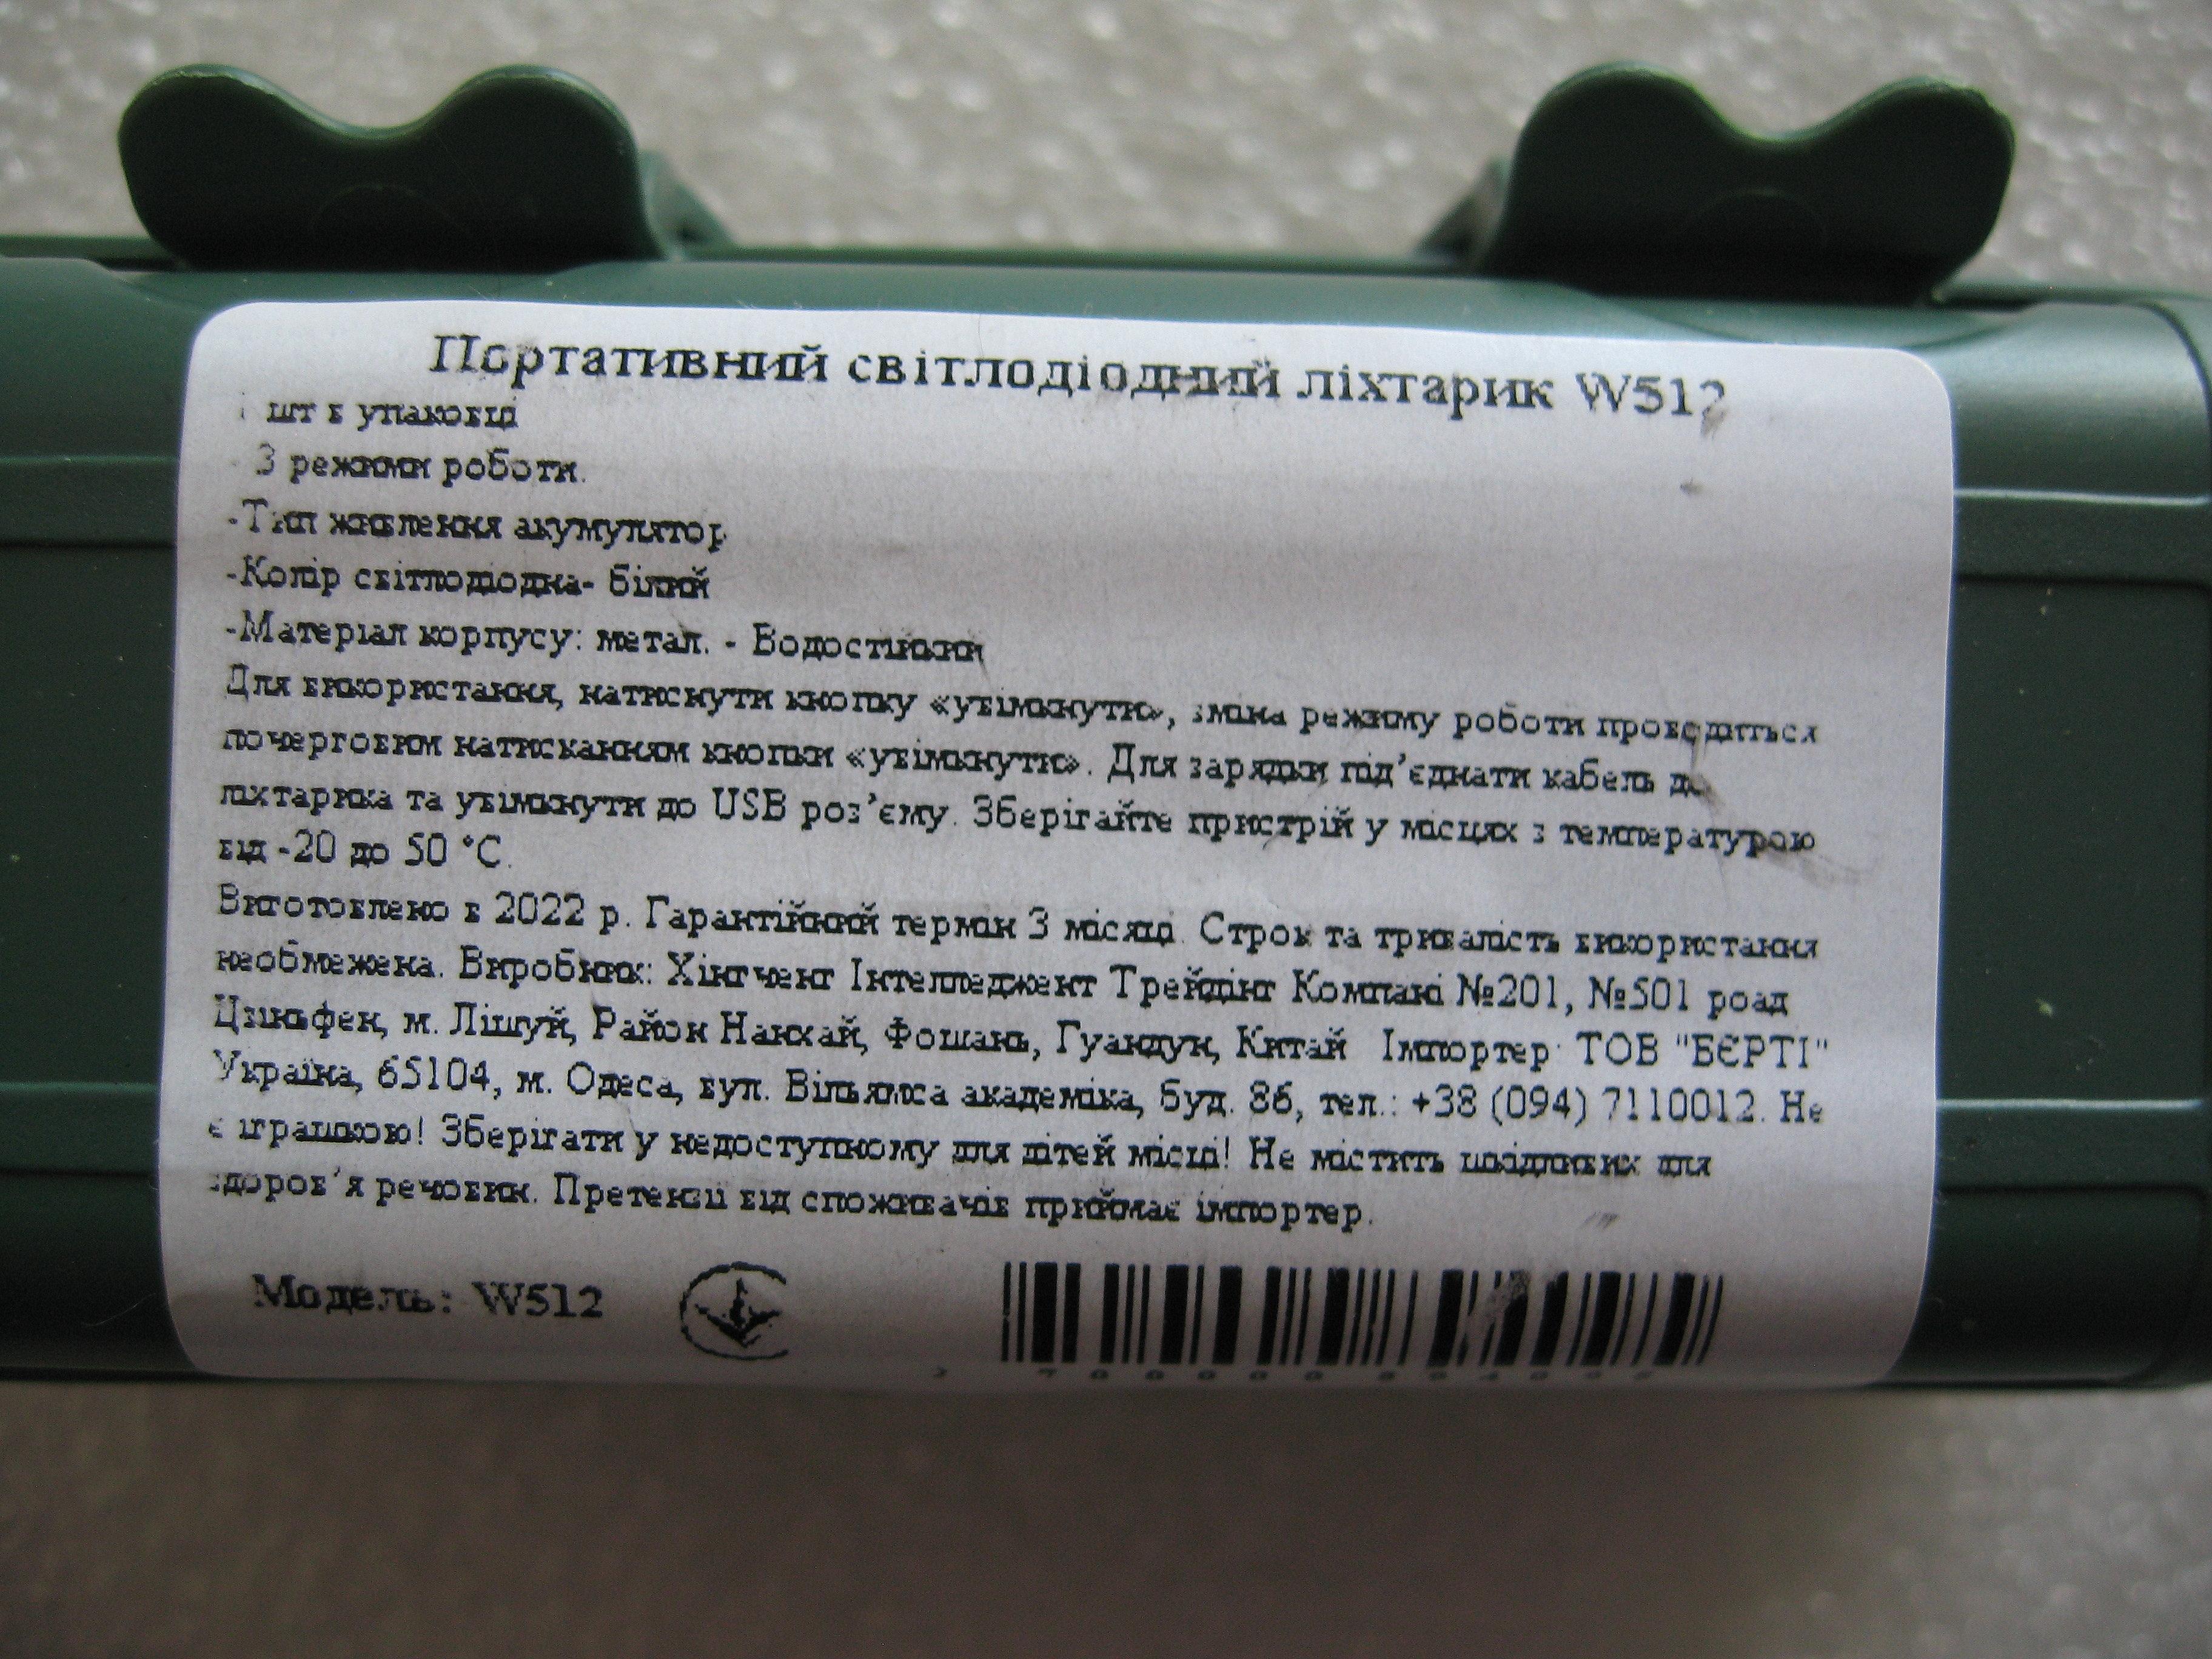 Портативний світлодіодний ліхтарик W512
шт в упаковці
3 режими роботи.
-Тип живлення акумулятор
-Колір світлодіодна- білий
-Матеріал корпусу: метал. - Водостійкий
Для використання, натиснути кнопку «увімкнути», зміна режиму роботи проводиться
почерговим натисканням кнопки «увімкнути». Для зарядки під’єднати кабель до
ліхтарика та увімкнути до USB роз’єму. Зберігайте пристрій у місцях з температурою
від -20 до 50 °C.
Виготовлено в 2022 р. Гарантійний термін 3 місяці. Строк та тривалість використання
необмежена. Виробник: Хінгченг Інтелледжент Трейдінг Компані №201, №501 роад
Цзиньфен, м. Лішуй, Район Нанхай, Фошань, Гуандун, Китай Імпортер: ТОВ "БЄРТІ"
Україна, 65104, м. Одеса, вул. Вільямса академіка, буд. 86, тел.: +38 (094) 7110012. Не
є іграшкою! Зберігати у недоступному для дітей місці! Не містить шкідливих для
здоров’я речовин. Претензії від споживачів приймає імпортер.
Модель: W512